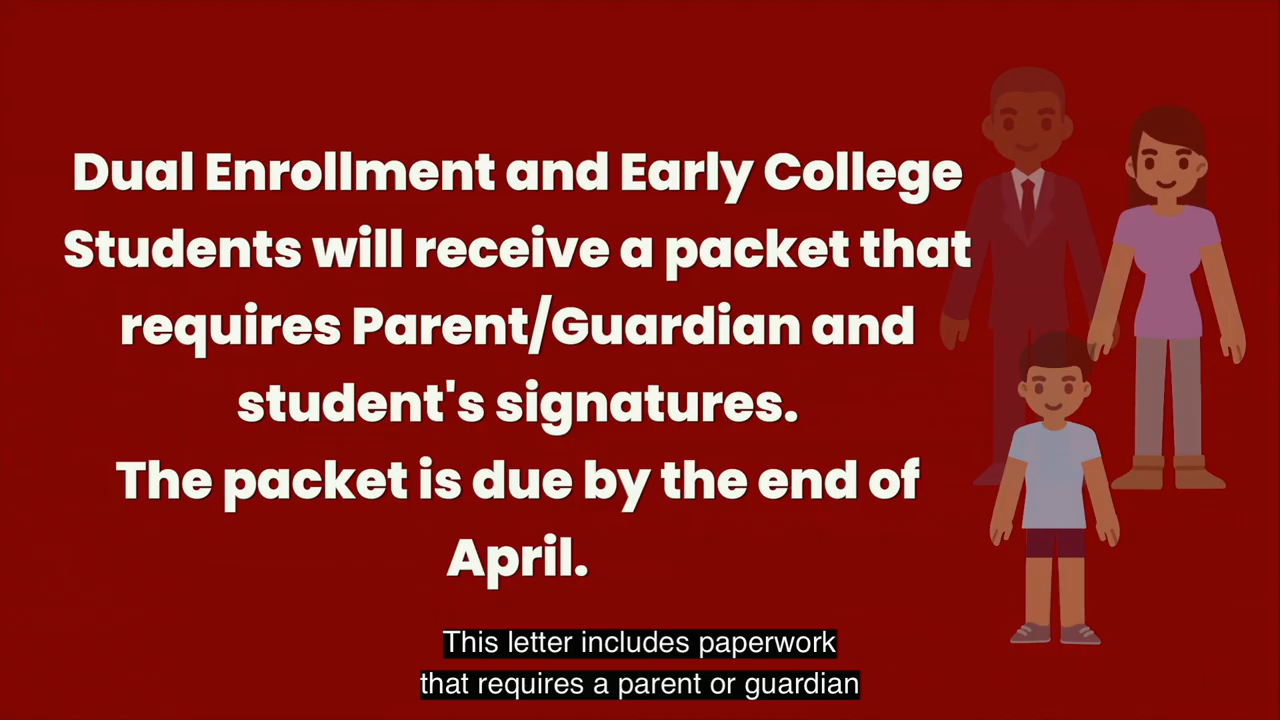 Dual Enrollment and Early College
Students will receive a packet that
requires Parent/Guardian and
student's signatures.
The packet is due by the end of
April.
This letter includes paperwork
that requires a parent or guardian